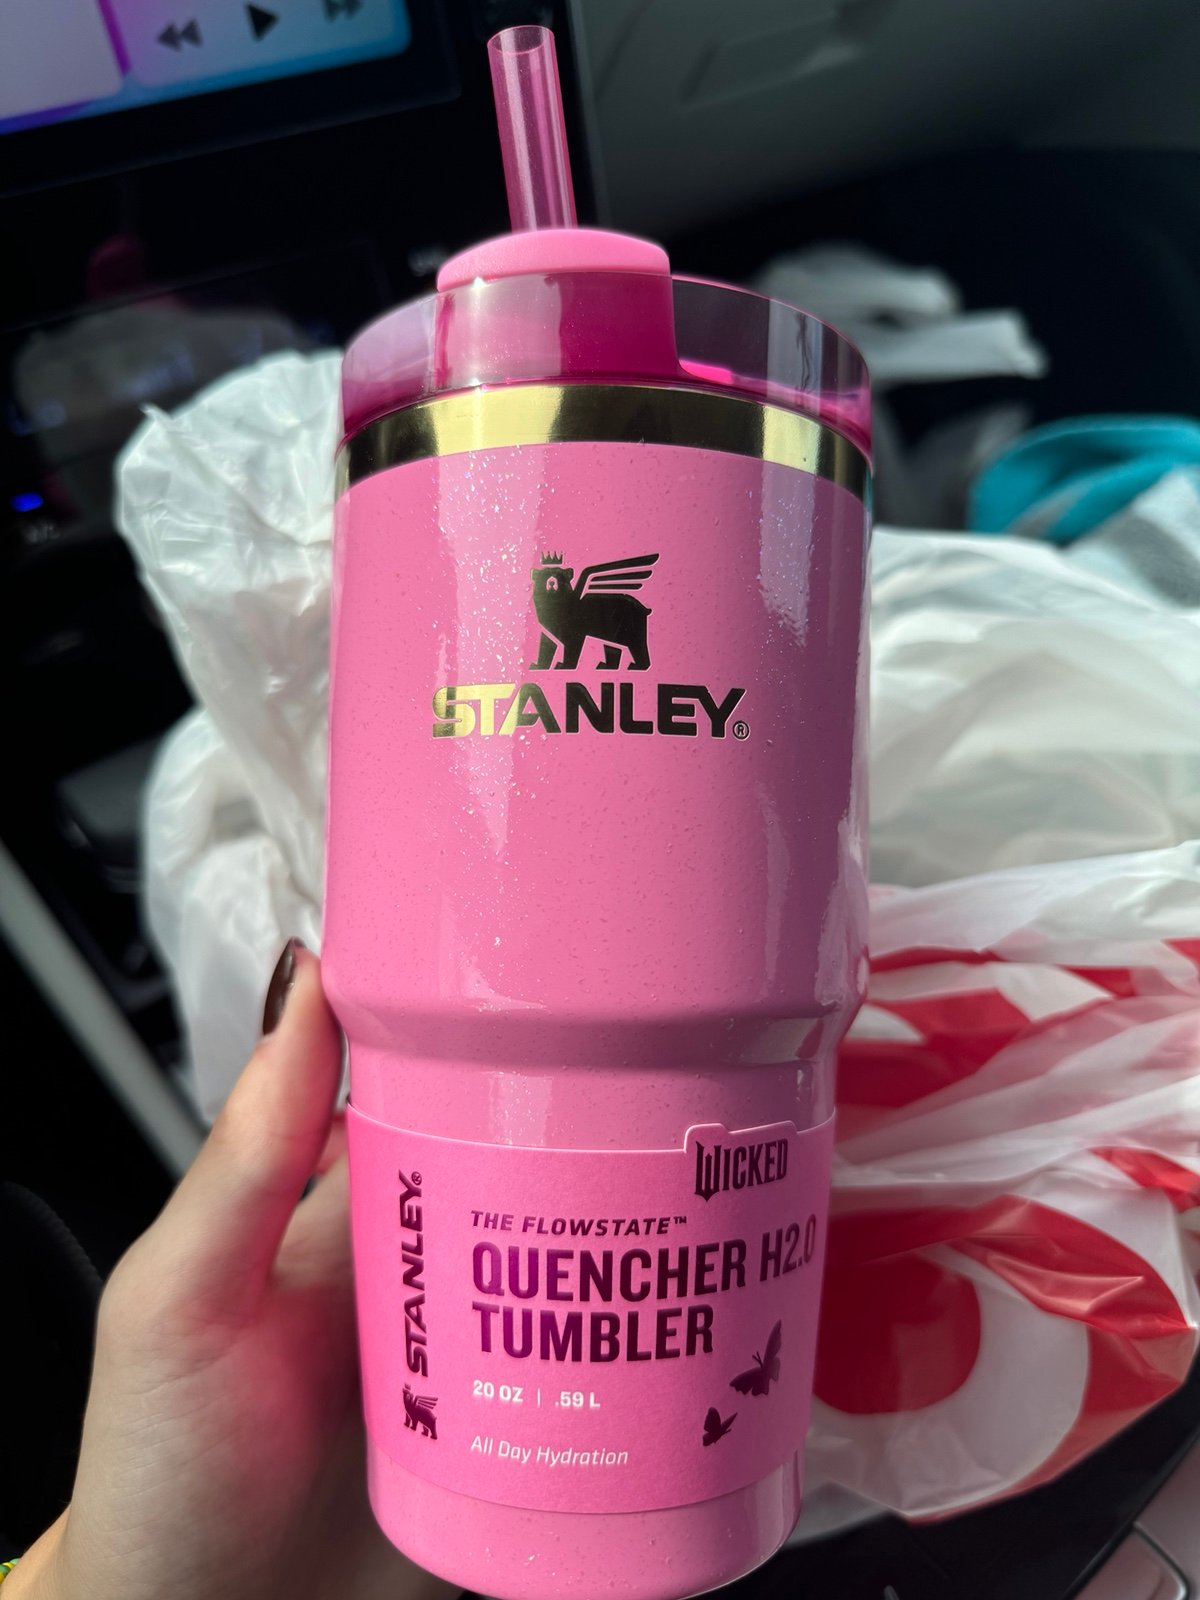 STANLEY®
WICKED
STANLEY®
THE FLOWSTATE™
QUENCHER H2.0
TUMBLER
20 OZ | .59 L
All Day Hydration